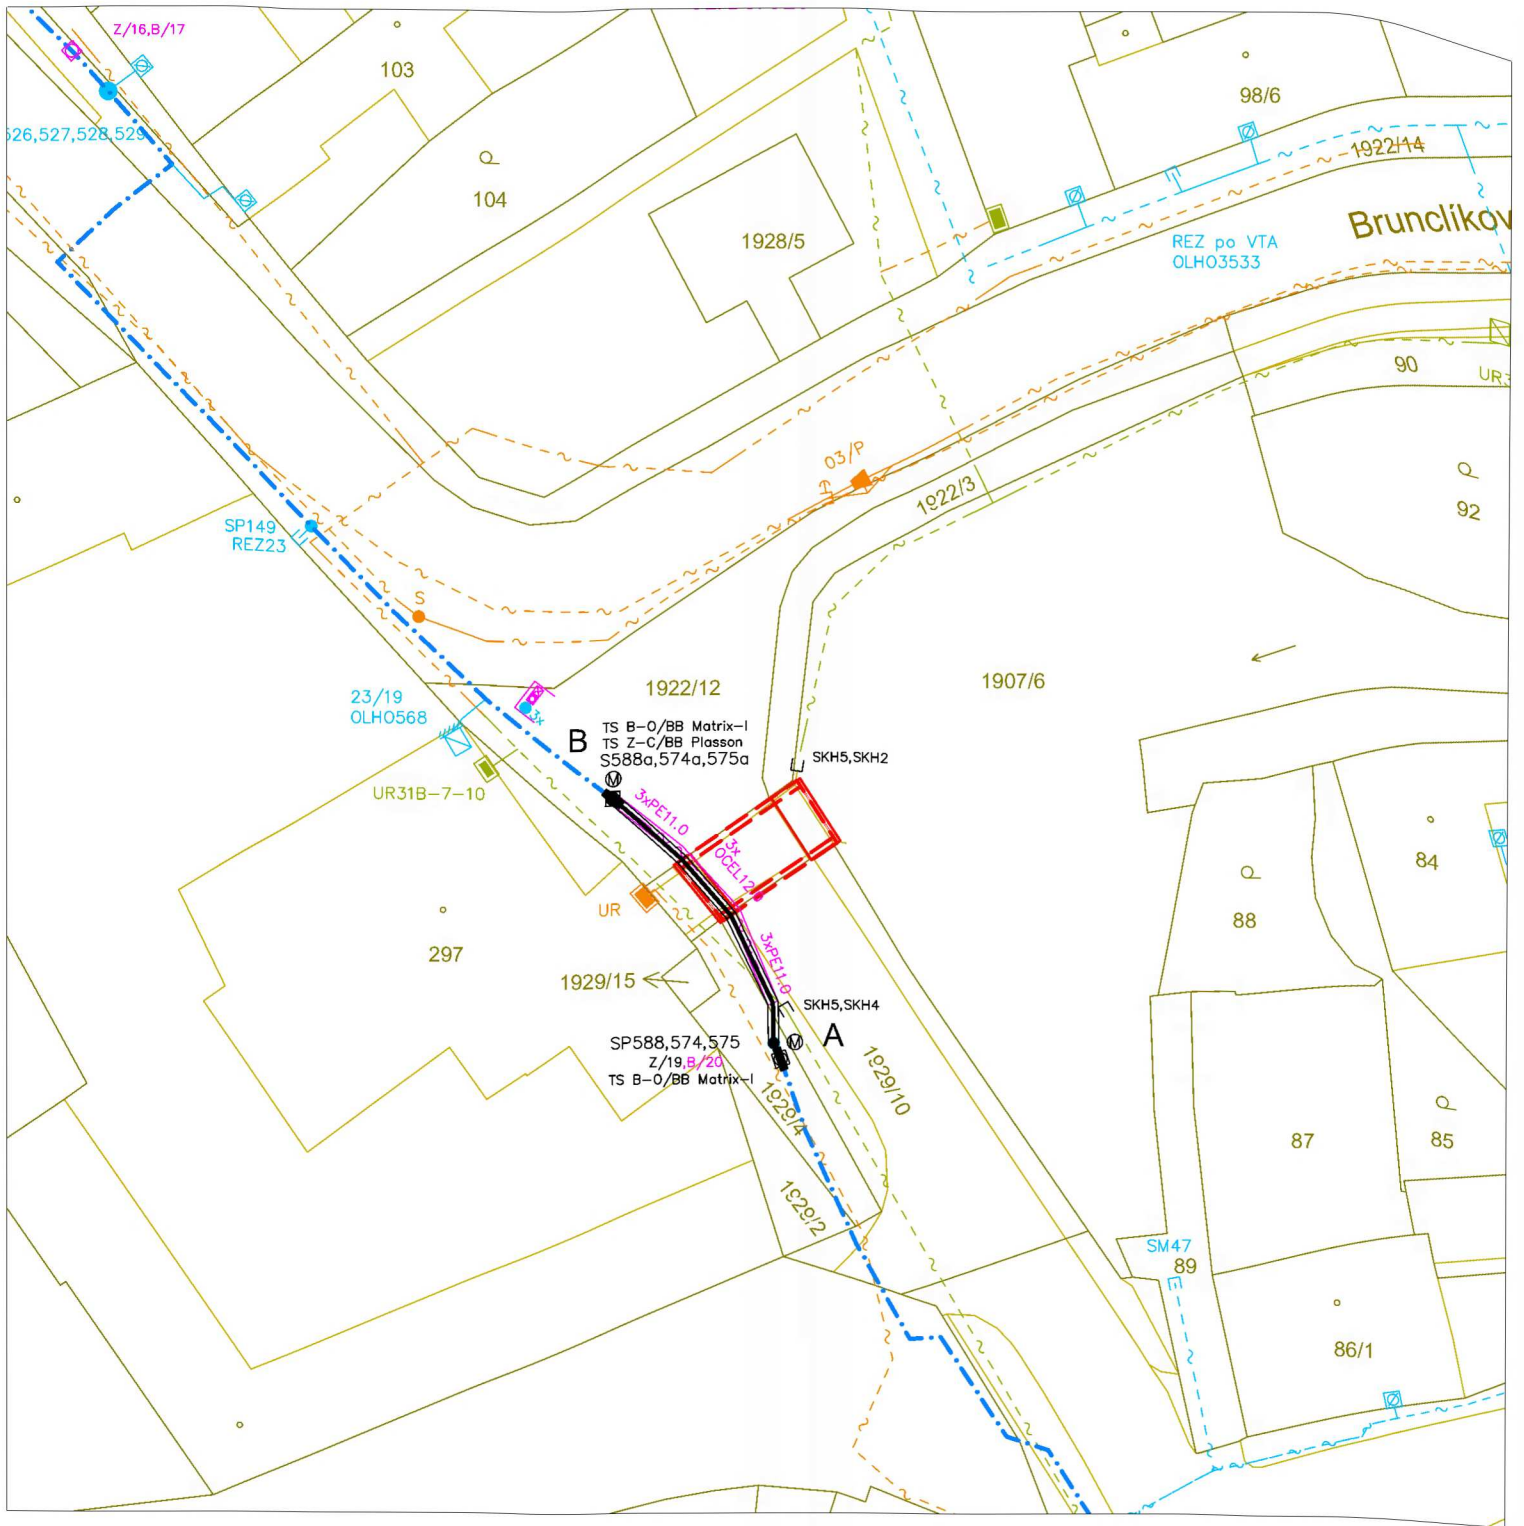 Z/16,B/17
103
98/6
526,527,528,529
1922/14
104
1928/5
Brunclíkov
REZ po VTA
OLHO3533
90
UR3
03/P
1922/3
92
SP149
REZ23
S
1922/12
1907/6
23/19
OLHO568
3x
B
TS B-O/BB Matrix-I
TS Z-C/BB Plasson
S588a,574a,575a
M
SKH5,SKH2
UR31B-7-10
3xPE11.0
3x
84
UR
88
297
3xPE11.0
1929/15
SKH5,SKH4
SP588,574,575
M
A
Z/19,B/20
TS B-O/BB Matrix-I
1929/10
1929/4
87
85
1929/2
SM47
89
86/1